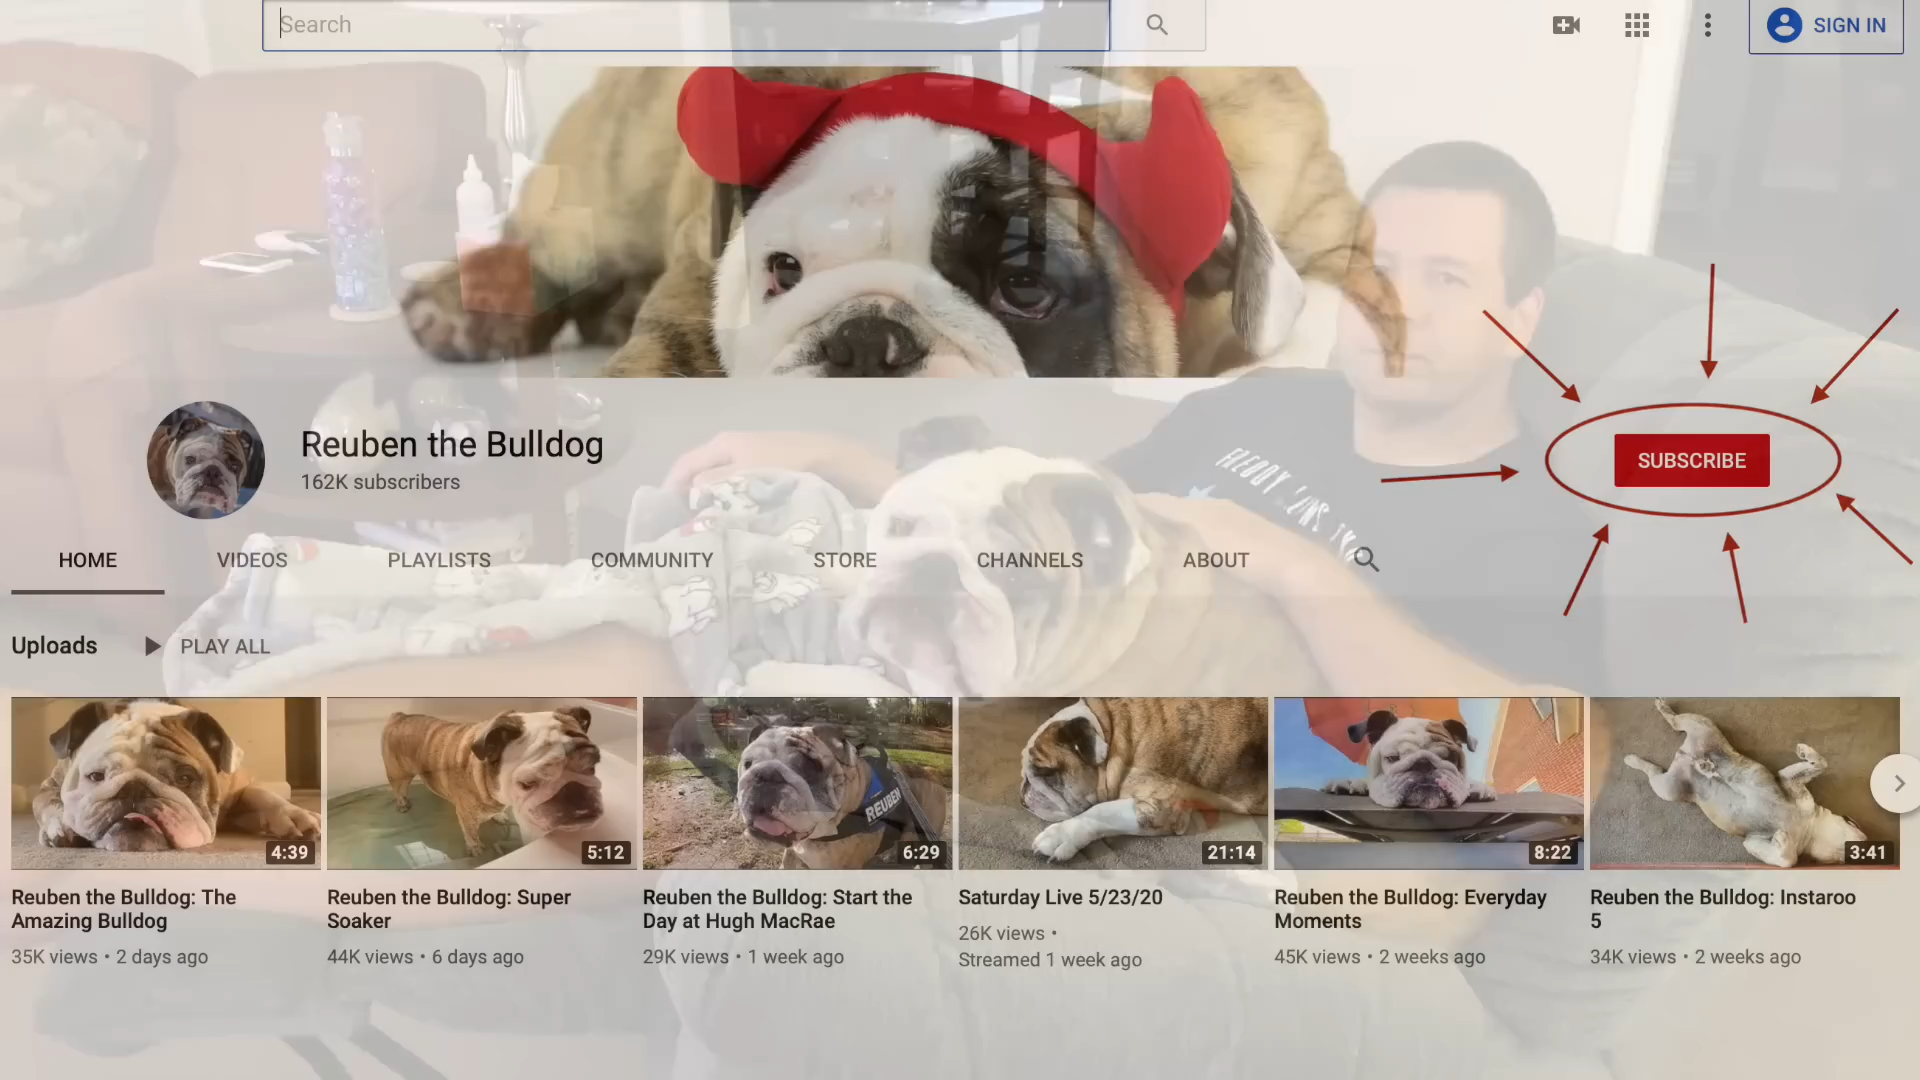 Search
SIGN IN
Reuben the Bulldog
162K subscribers
SUBSCRIBE
HOME VIDEOS PLAYLISTS COMMUNITY STORE CHANNELS ABOUT
Uploads PLAY ALL
REUBEN
4:39 5:12 6:29 21:14 8:22 3:41
Reuben the Bulldog: The
Amazing Bulldog
35K views • 2 days ago
Reuben the Bulldog: Super
Soaker
44K views • 6 days ago
Reuben the Bulldog: Start the
Day at Hugh MacRae
29K views • 1 week ago
Saturday Live 5/23/20
26K views •
Streamed 1 week ago
Reuben the Bulldog: Everyday
Moments
45K views • 2 weeks ago
Reuben the Bulldog: Instaroo
5
34K views • 2 weeks ago